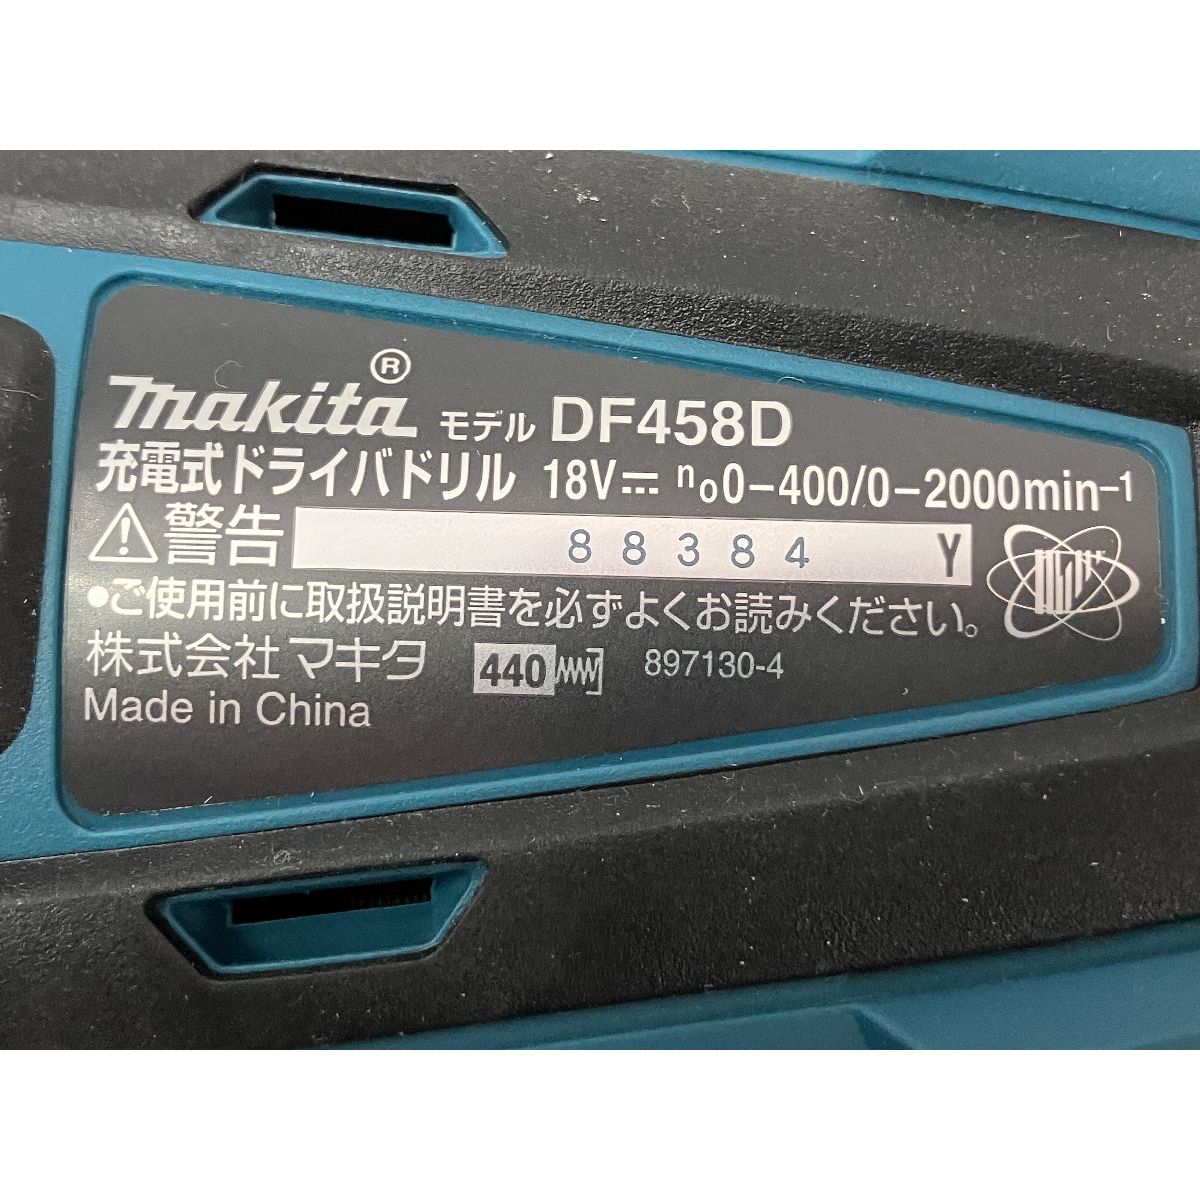 makita® モデル DF458D
充電式ドライバドリル 18V⎓ no0-400/0-2000min-1
⚠警告 88384 Y
•ご使用前に取扱説明書を必ずよくお読みください。
株式会社マキタ 440 897130-4
Made in China